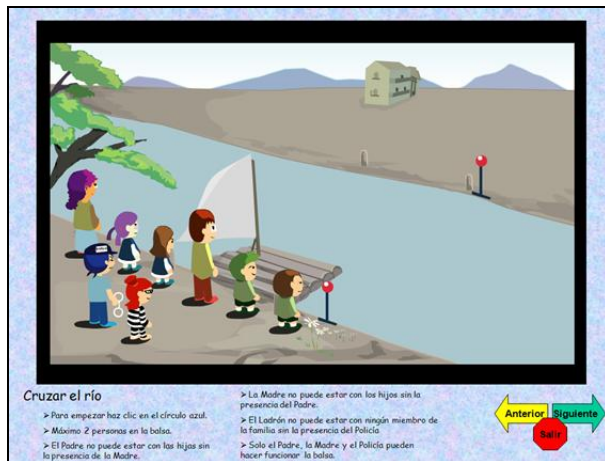 Cruzar el río
➢ Para empezar haz clic en el círculo azul.
➢ Máximo 2 personas en la balsa.
➢ El Padre no puede estar con las hijas sin
la presencia de la Madre.
➢ La Madre no puede estar con los hijos sin la
presencia del Padre.
➢ El Ladrón no puede estar con ningún miembro de
la familia sin la presencia del Policía
➢ Solo el Padre, la Madre y el Policía pueden
hacer funcionar la balsa.
Anterior
Siguiente
Salir